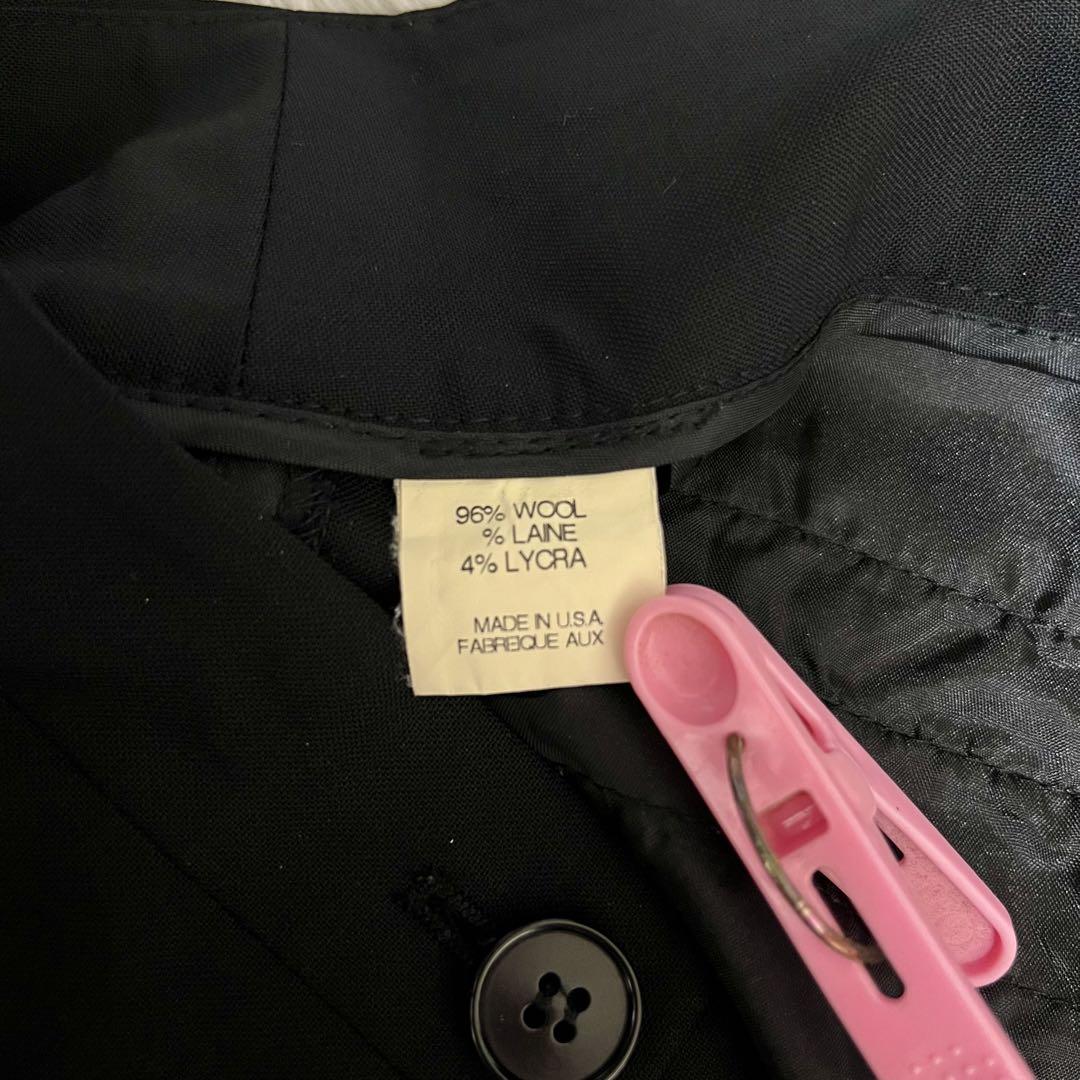 96% WOOL
% LAINE
4% LYCRA
MADE IN U.S.A.
FABREIQUE AUX